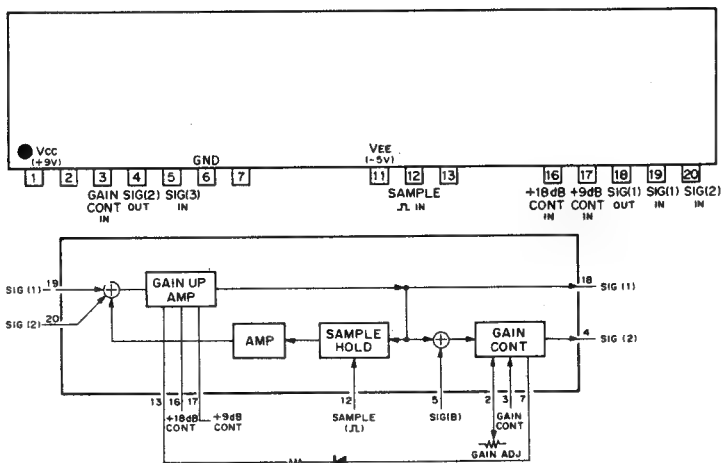 VCC
(+9V)
GND
VEE
(-5V)
1 2 3 4 5 6 7 11 12 13 16 17 18 19 20
GAIN CONT IN
SIG(2) OUT
SIG(3) IN
SAMPLE
IN
+18dB CONT IN
+9dB CONT IN
SIG(1) OUT
SIG(1) IN
SIG(2) IN
SIG (1) 19
SIG (2) 20
GAIN UP
AMP
18 SIG (1)
AMP
SAMPLE
HOLD
GAIN
CONT
4 SIG (2)
13 16 17 12 5 2 3 7
+18dB
CONT
+9dB
CONT
SAMPLE
SIG(B)
GAIN
CONT
GAIN ADJ